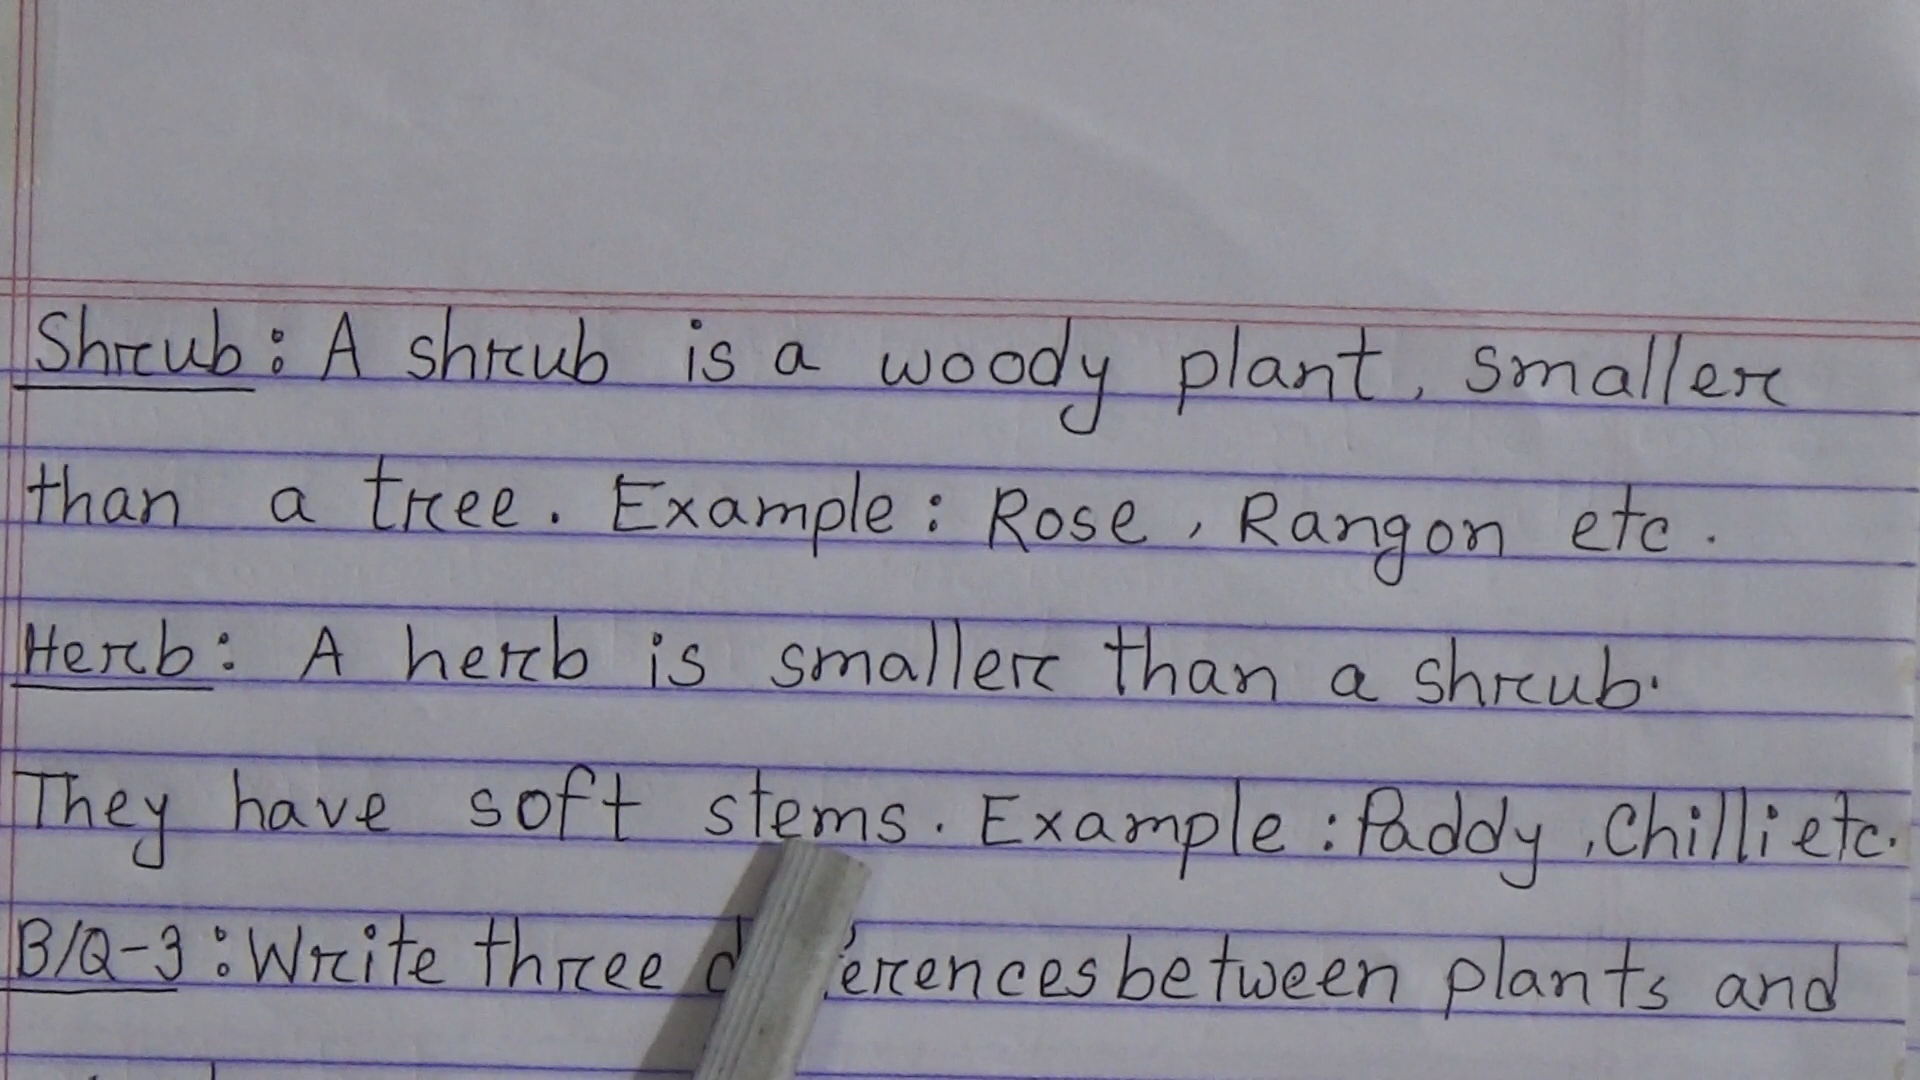 Shrub: A shrub is a woody plant, smaller
than a tree. Example: Rose, Rangon etc.
Herb: A herb is smaller than a shrub.
They have soft stems. Example: Paddy, Chilli etc.
B/Q-3: Write three between plants and